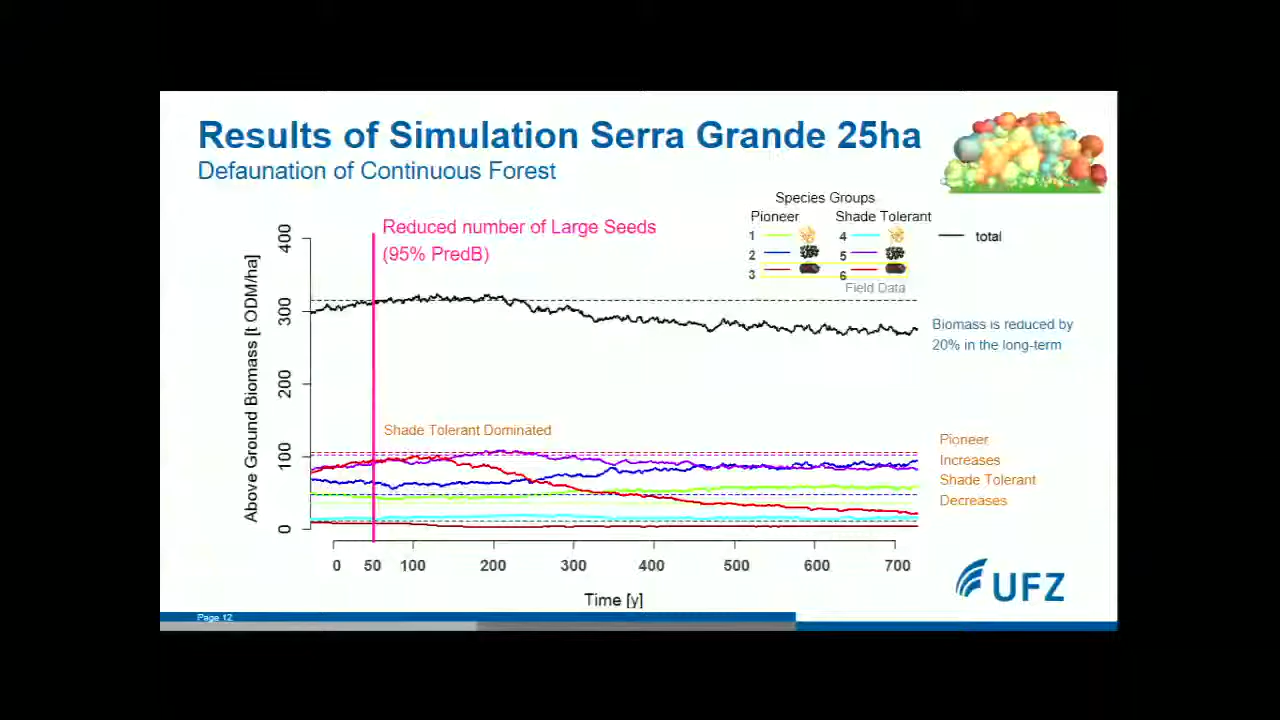 Results of Simulation Serra Grande 25ha
Defaunation of Continuous Forest
Species Groups
Pioneer Shade Tolerant
1 4 total
2 5
3 6
Field Data
Reduced number of Large Seeds
(95% PredB)
Biomass is reduced by
20% in the long-term
Shade Tolerant Dominated
Pioneer
Increases
Shade Tolerant
Decreases
Above Ground Biomass [t ODM/ha]
400
300
200
100
0
0 50 100 200 300 400 500 600 700
Time [y]
UFZ
Page 12